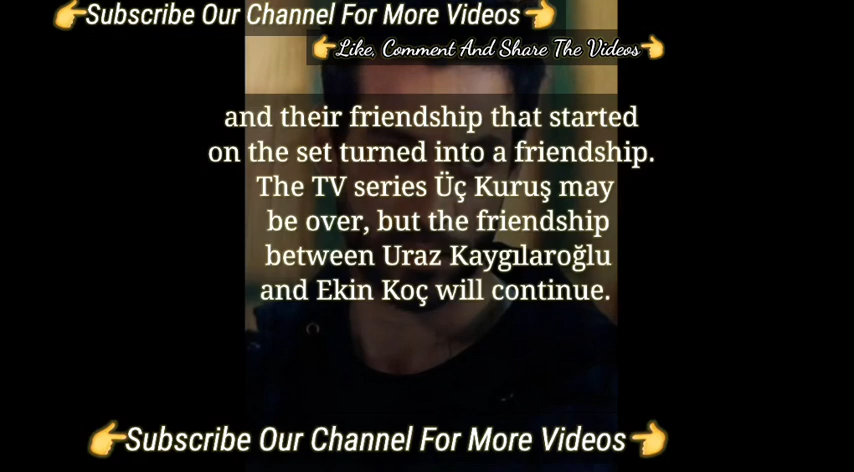 👉Subscribe Our Channel For More Videos👈
👉Like, Comment And Share The Videos👈
and their friendship that started
on the set turned into a friendship.
The TV series Üç Kuruş may
be over, but the friendship
between Uraz Kaygılaroğlu
and Ekin Koç will continue.
👉Subscribe Our Channel For More Videos👈